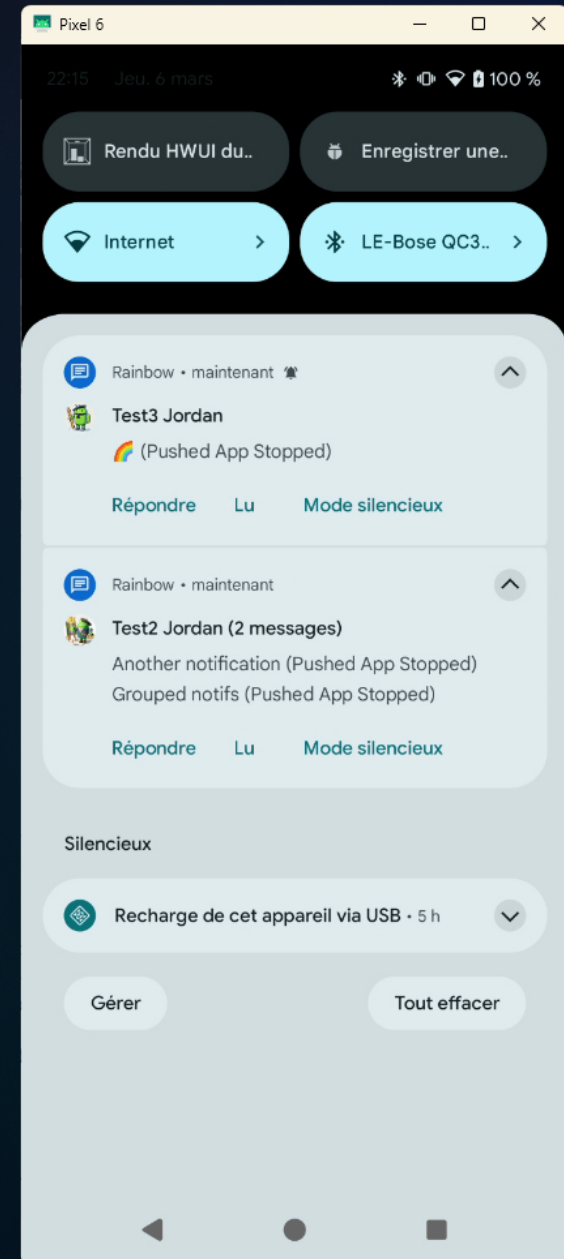 Pixel 6
22:15 Jeu. 6 mars
100 %
Rendu HWUI du..
Enregistrer une..
Internet
LE-Bose QC3..
Rainbow • maintenant
Test3 Jordan
🌈 (Pushed App Stopped)
Répondre Lu Mode silencieux
Rainbow • maintenant
Test2 Jordan (2 messages)
Another notification (Pushed App Stopped)
Grouped notifs (Pushed App Stopped)
Répondre Lu Mode silencieux
Silencieux
Recharge de cet appareil via USB • 5 h
Gérer
Tout effacer